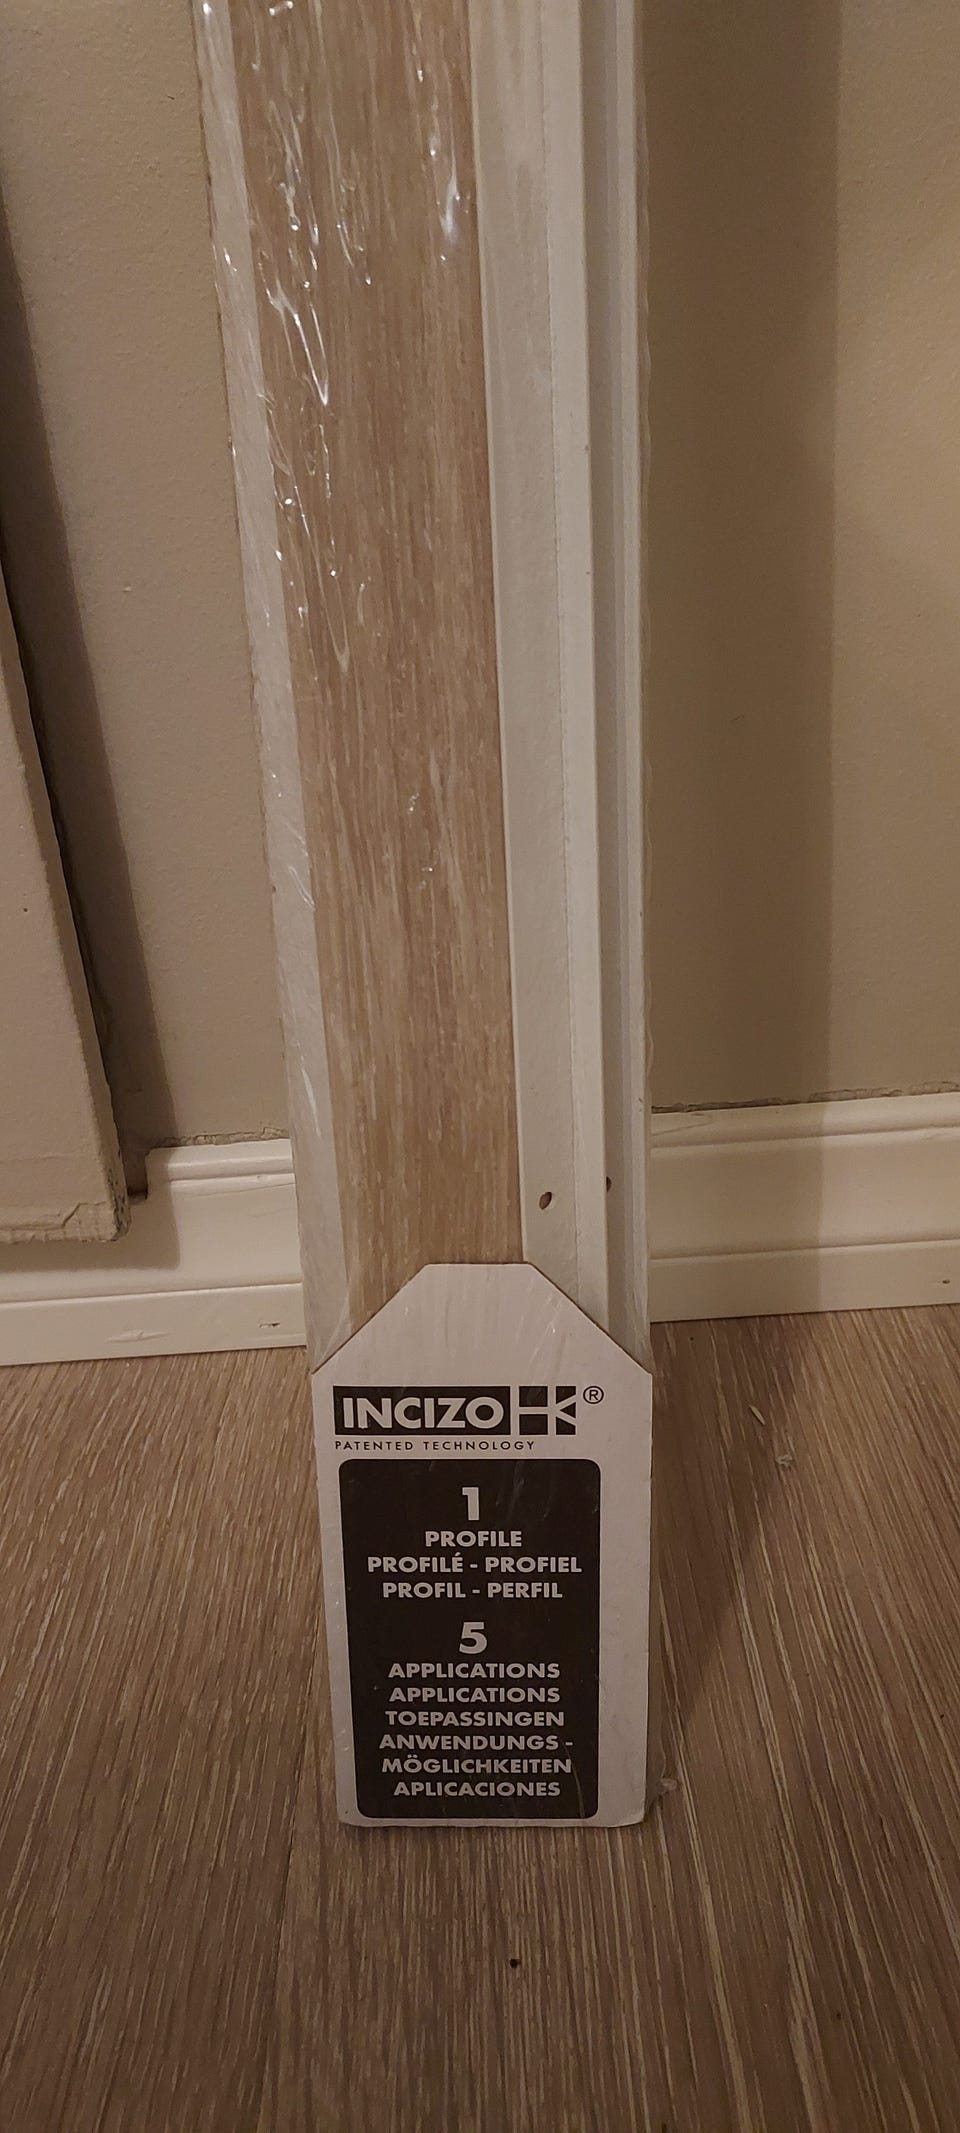 INCIZO ®
PATENTED TECHNOLOGY
1
PROFILE
PROFILÉ - PROFIEL
PROFIL - PERFIL
5
APPLICATIONS
APPLICATIONS
TOEPASSINGEN
ANWENDUNGS -
MÖGLICHKEITEN
APLICACIONES